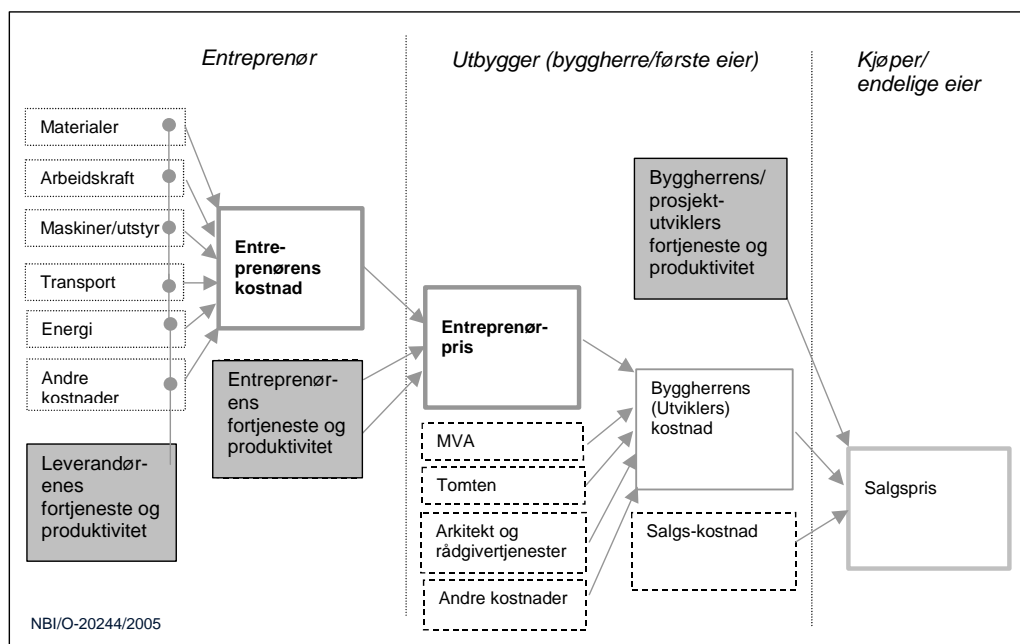 Entreprenør
Utbygger (byggherre/første eier)
Kjøper/
endelige eier
Materialer
Arbeidskraft
Maskiner/utstyr
Transport
Energi
Andre
kostnader
Leverandør-
enes
fortjeneste og
produktivitet
Entre-
prenørens
kostnad
Entreprenør-
ens
fortjeneste og
produktivitet
Entreprenør-
pris
MVA
Tomten
Arkitekt og
rådgivertjenester
Andre kostnader
Byggherrens/
prosjekt-
utviklers
fortjeneste og
produktivitet
Byggherrens
(Utviklers)
kostnad
Salgs-kostnad
Salgspris
NBI/O-20244/2005